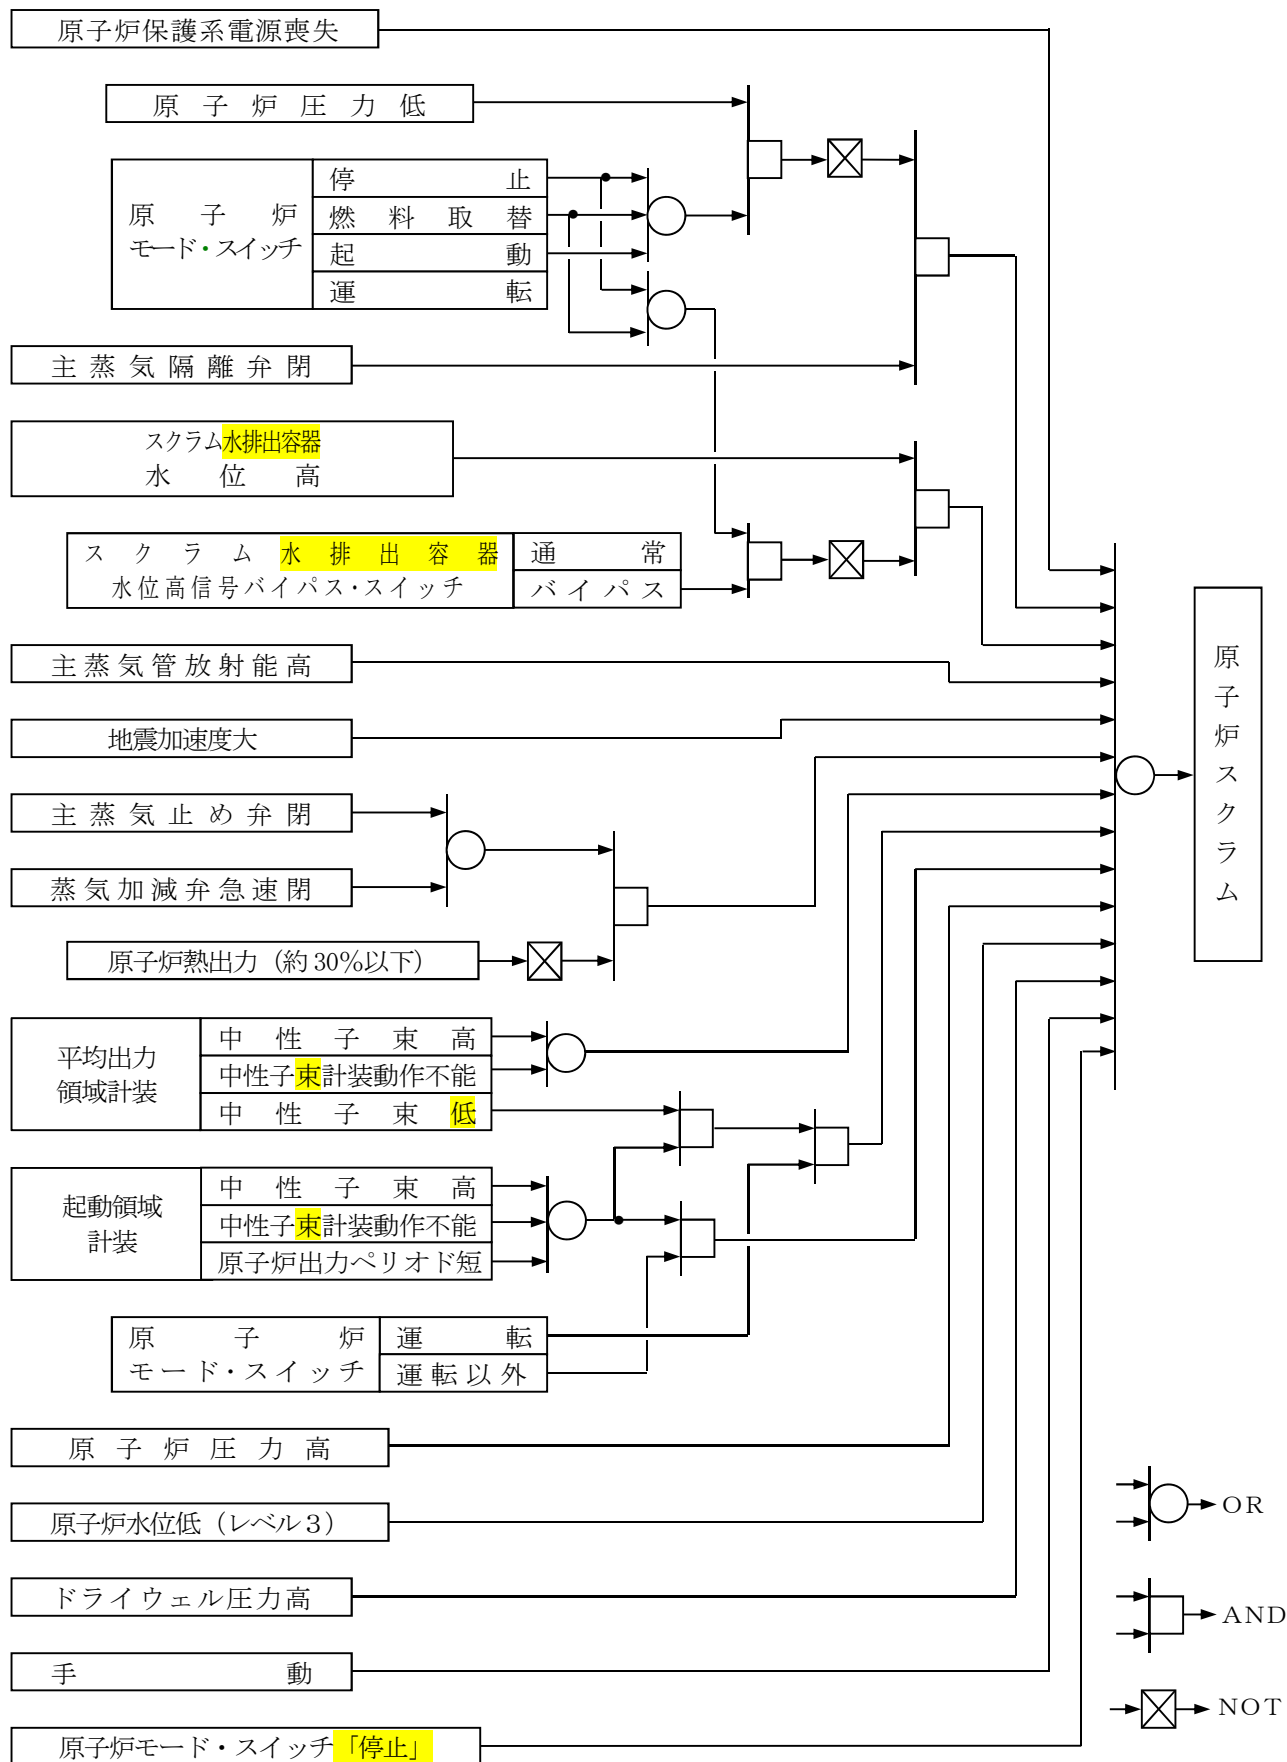 原子炉保護系電源喪失
原子炉圧力低
原子炉
モード・スイッチ
停止
燃料取替
起動
運転
主蒸気隔離弁閉
スクラム水排出容器
水位高
スクラム水排出容器
水位高信号バイパス・スイッチ
通常
バイパス
主蒸気管放射能高
地震加速度大
主蒸気止め弁閉
蒸気加減弁急速閉
原子炉熱出力（約30％以下）
平均出力
領域計装
中性子束高
中性子束計装動作不能
中性子束低
起動領域
計装
中性子束高
中性子束計装動作不能
原子炉出力ペリオド短
原子炉
モード・スイッチ
運転
運転以外
原子炉圧力高
原子炉水位低（レベル３）
ドライウェル圧力高
手動
原子炉モード・スイッチ「停止」
原子炉スクラム
OR
AND
NOT